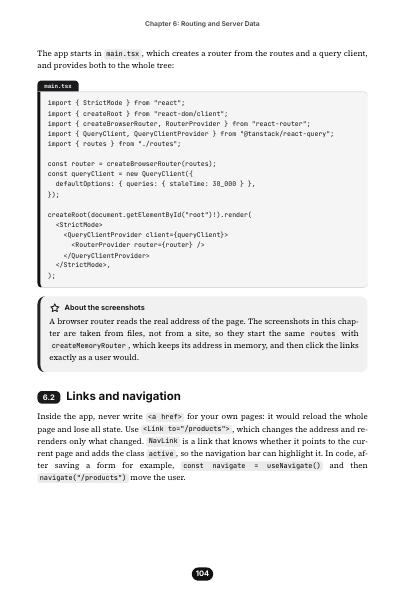 Chapter 6: Routing and Server Data
The app starts in main.tsx, which creates a router from the routes and a query client,
and provides both to the whole tree:
main.tsx
import { StrictMode } from "react";
import { createRoot } from "react-dom/client";
import { createBrowserRouter, RouterProvider } from "react-router";
import { QueryClient, QueryClientProvider } from "@tanstack/react-query";
import { routes } from "./routes";
const router = createBrowserRouter(routes);
const queryClient = new QueryClient({
  defaultOptions: { queries: { staleTime: 30_000 } },
});
createRoot(document.getElementById("root")!).render(
  <StrictMode>
    <QueryClientProvider client={queryClient}>
      <RouterProvider router={router} />
    </QueryClientProvider>
  </StrictMode>,
);
About the screenshots
A browser router reads the real address of the page. The screenshots in this chap-
ter are taken from files, not from a site, so they start the same routes with
createMemoryRouter, which keeps its address in memory, and then click the links
exactly as a user would.
6.2 Links and navigation
Inside the app, never write <a href> for your own pages: it would reload the whole
page and lose all state. Use <Link to="/products">, which changes the address and re-
renders only what changed. NavLink is a link that knows whether it points to the cur-
rent page and adds the class active, so the navigation bar can highlight it. In code, af-
ter saving a form for example, const navigate = useNavigate() and then
navigate("/products") move the user.
104